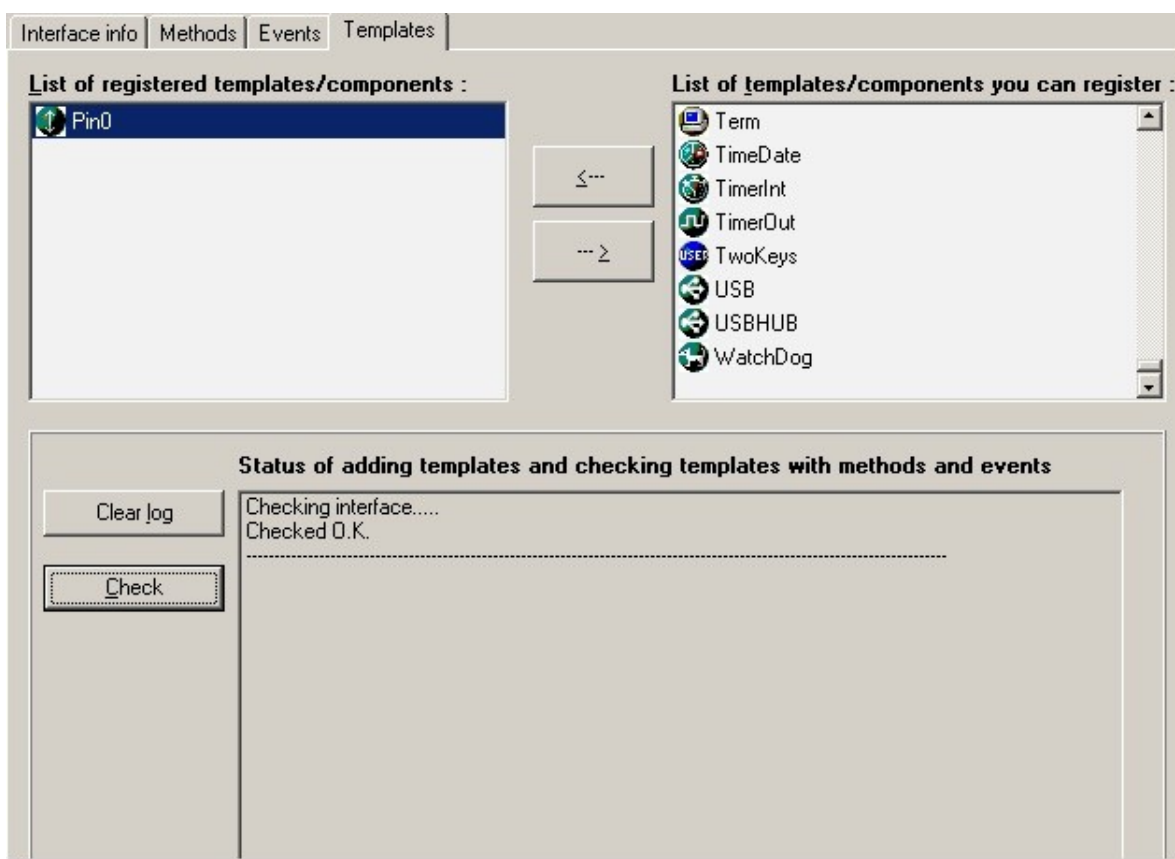 Interface info Methods Events Templates
List of registered templates/components :
Pin0
<---
--->
List of templates/components you can register :
Term
TimeDate
TimerInt
TimerOut
USER TwoKeys
USB
USBHUB
WatchDog
Status of adding templates and checking templates with methods and events
Clear log
Check
Checking interface.....
Checked O.K.